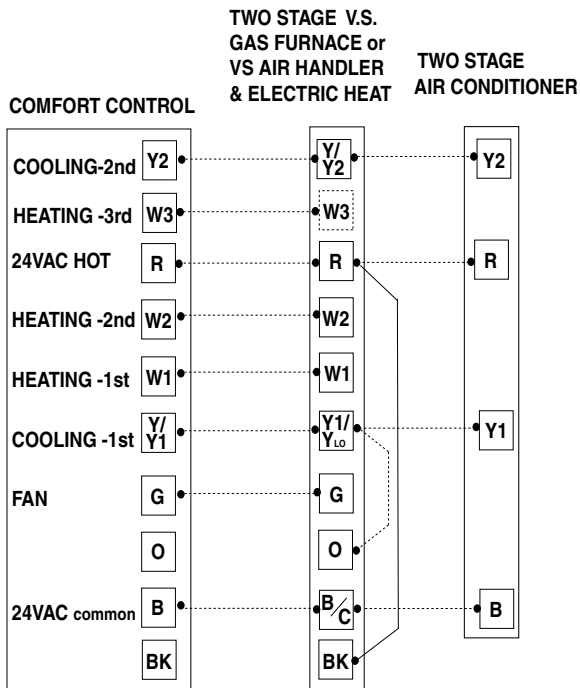 TWO STAGE V.S.
GAS FURNACE or
VS AIR HANDLER
& ELECTRIC HEAT
TWO STAGE
AIR CONDITIONER
COMFORT CONTROL
COOLING-2nd Y2 Y/ Y2 Y2
HEATING -3rd W3 W3
24VAC HOT R R R
HEATING -2nd W2 W2
HEATING -1st W1 W1
COOLING -1st Y/ Y1 Y1/ YLO Y1
FAN G G
O O
24VAC common B B/C B
BK BK